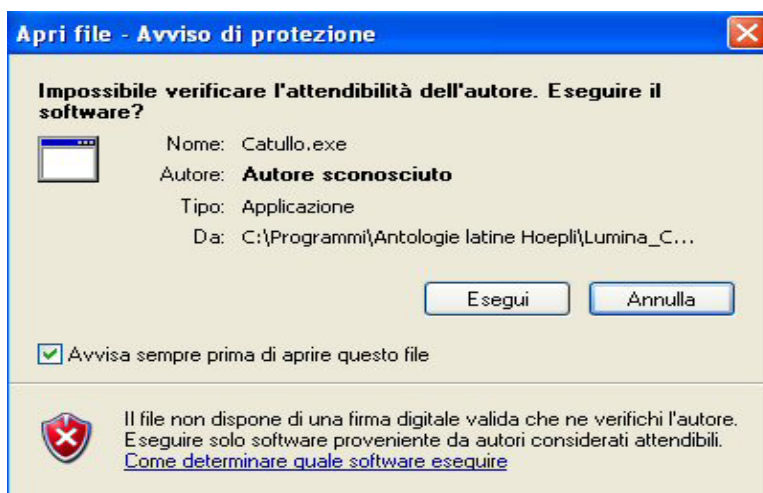 Apri file - Avviso di protezione
Impossibile verificare l'attendibilità dell'autore. Eseguire il
software?
Nome: Catullo.exe
Autore: Autore sconosciuto
Tipo: Applicazione
Da: C:\Programmi\Antologie latine Hoepli\Lumina_C...
Esegui Annulla
Avvisa sempre prima di aprire questo file
Il file non dispone di una firma digitale valida che ne verifichi l'autore.
Eseguire solo software proveniente da autori considerati attendibili.
Come determinare quale software eseguire